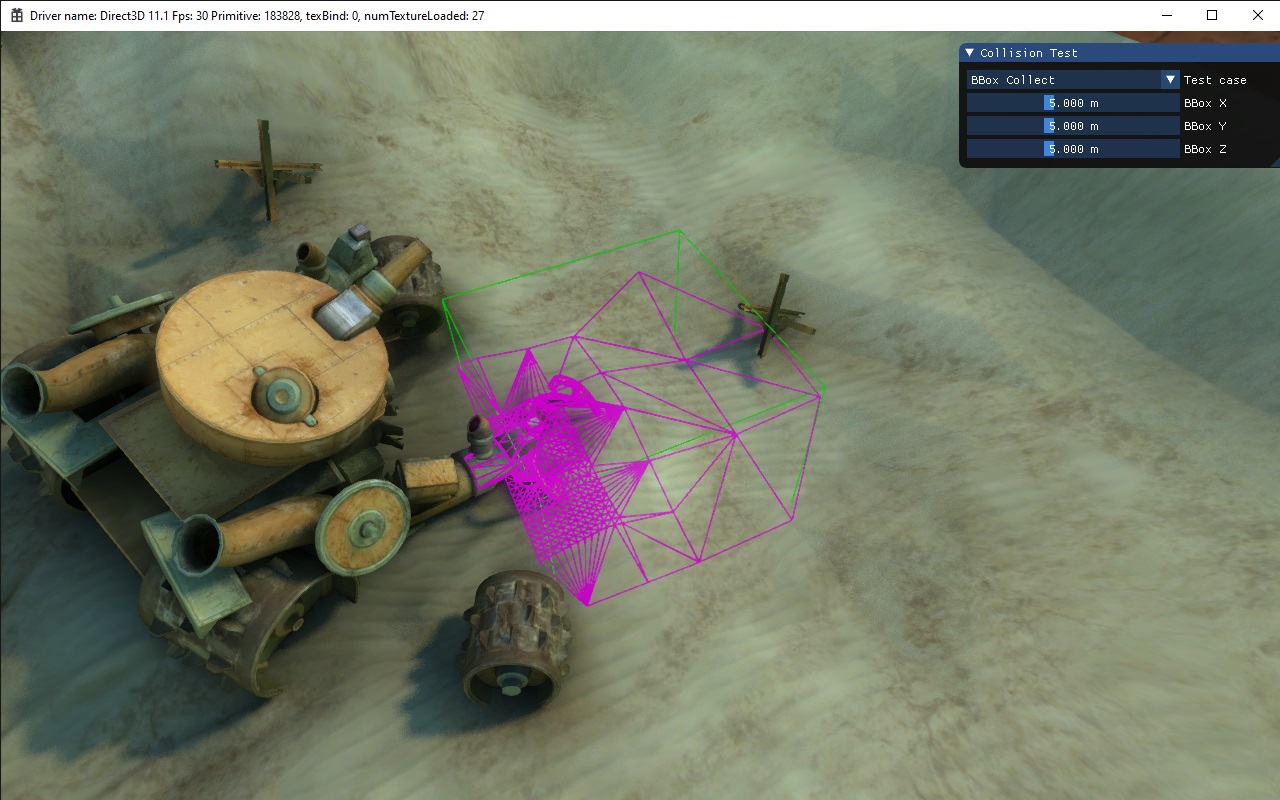 Driver name: Direct3D 11.1 Fps: 30 Primitive: 183828, texBind: 0, numTextureLoaded: 27
Collision Test
BBox Collect Test case
5.000 m BBox X
5.000 m BBox Y
5.000 m BBox Z